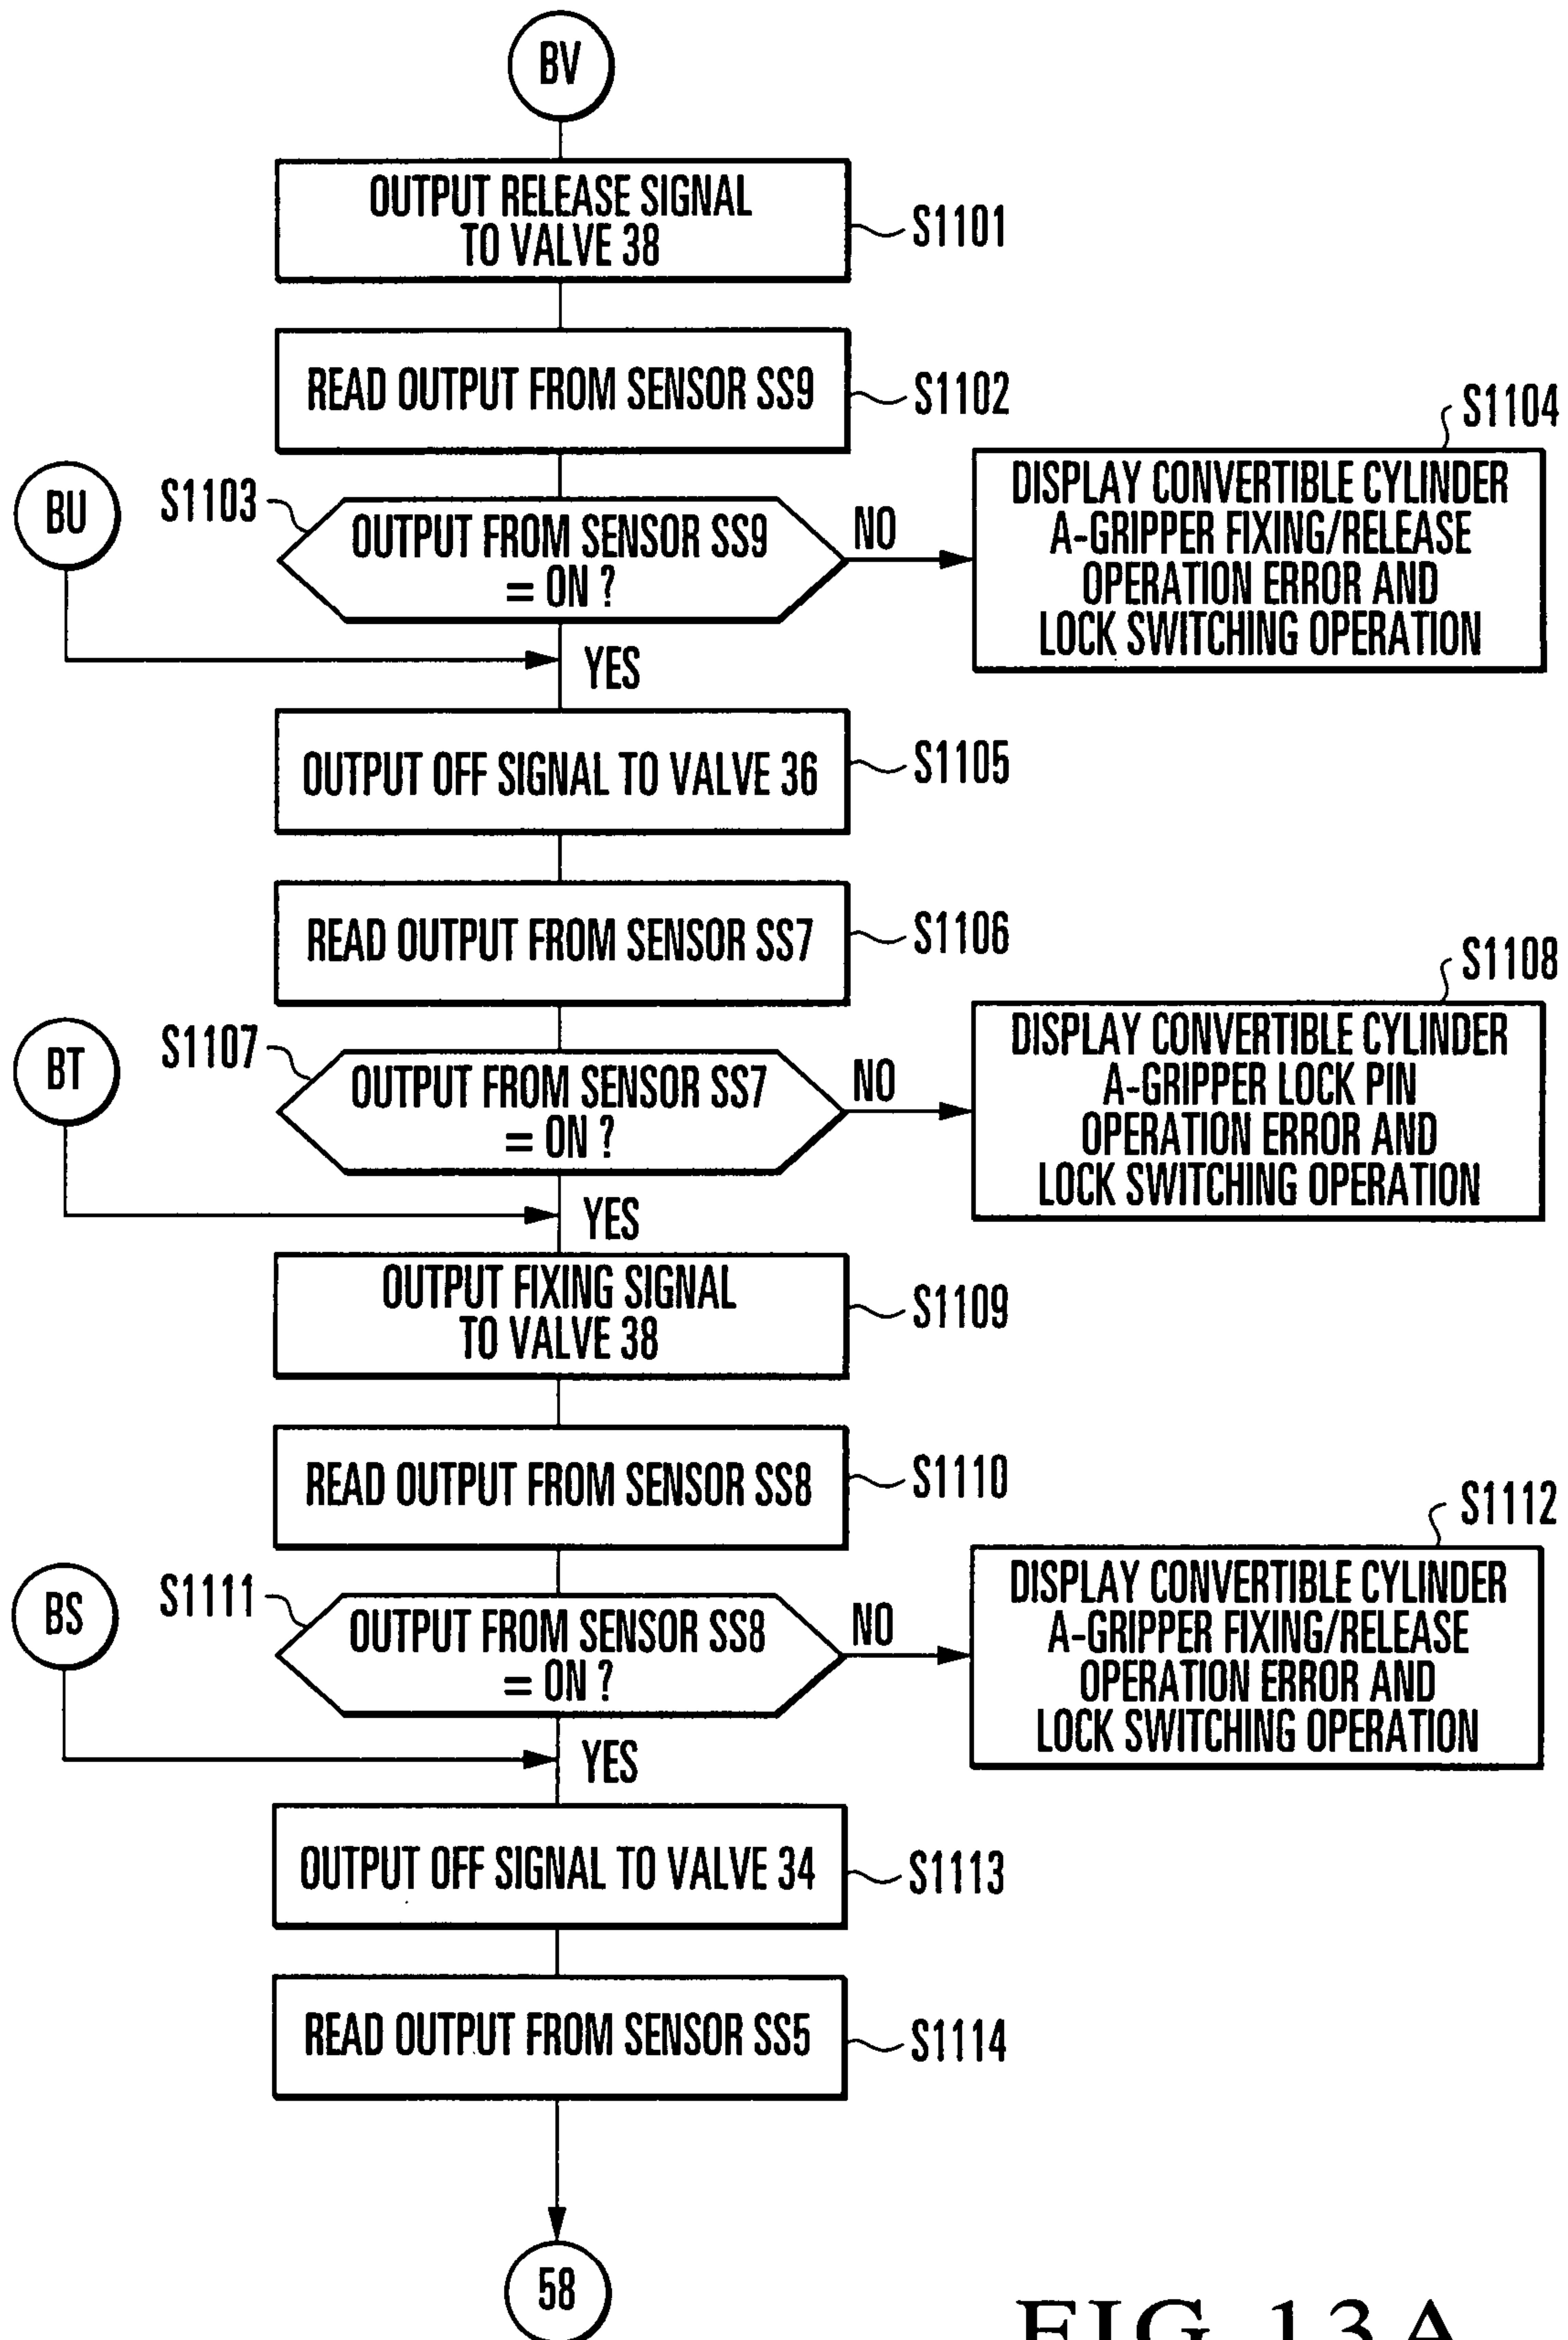 BV
OUTPUT RELEASE SIGNAL
TO VALVE 38
S1101
READ OUTPUT FROM SENSOR SS9
S1102
S1104
DISPLAY CONVERTIBLE CYLINDER
A-GRIPPER FIXING/RELEASE
OPERATION ERROR AND
LOCK SWITCHING OPERATION
BU
S1103
OUTPUT FROM SENSOR SS9
= ON ?
NO
YES
OUTPUT OFF SIGNAL TO VALVE 36
S1105
READ OUTPUT FROM SENSOR SS7
S1106
S1108
DISPLAY CONVERTIBLE CYLINDER
A-GRIPPER LOCK PIN
OPERATION ERROR AND
LOCK SWITCHING OPERATION
BT
S1107
OUTPUT FROM SENSOR SS7
= ON ?
NO
YES
OUTPUT FIXING SIGNAL
TO VALVE 38
S1109
READ OUTPUT FROM SENSOR SS8
S1110
S1112
DISPLAY CONVERTIBLE CYLINDER
A-GRIPPER FIXING/RELEASE
OPERATION ERROR AND
LOCK SWITCHING OPERATION
BS
S1111
OUTPUT FROM SENSOR SS8
= ON ?
NO
YES
OUTPUT OFF SIGNAL TO VALVE 34
S1113
READ OUTPUT FROM SENSOR SS5
S1114
58
FIG. 13A